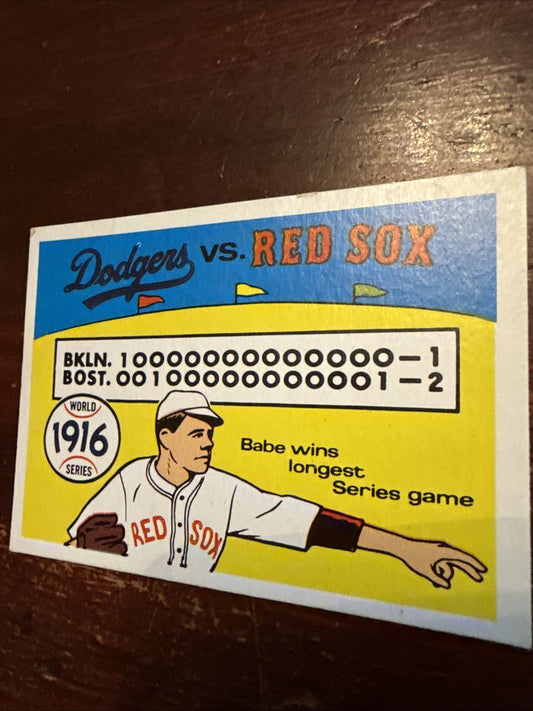 Dodgers VS. RED SOX
BKLN. 10000000000000—1
BOST. 00100000000001—2
WORLD
1916
SERIES
Babe wins
longest
Series game
RED SOX